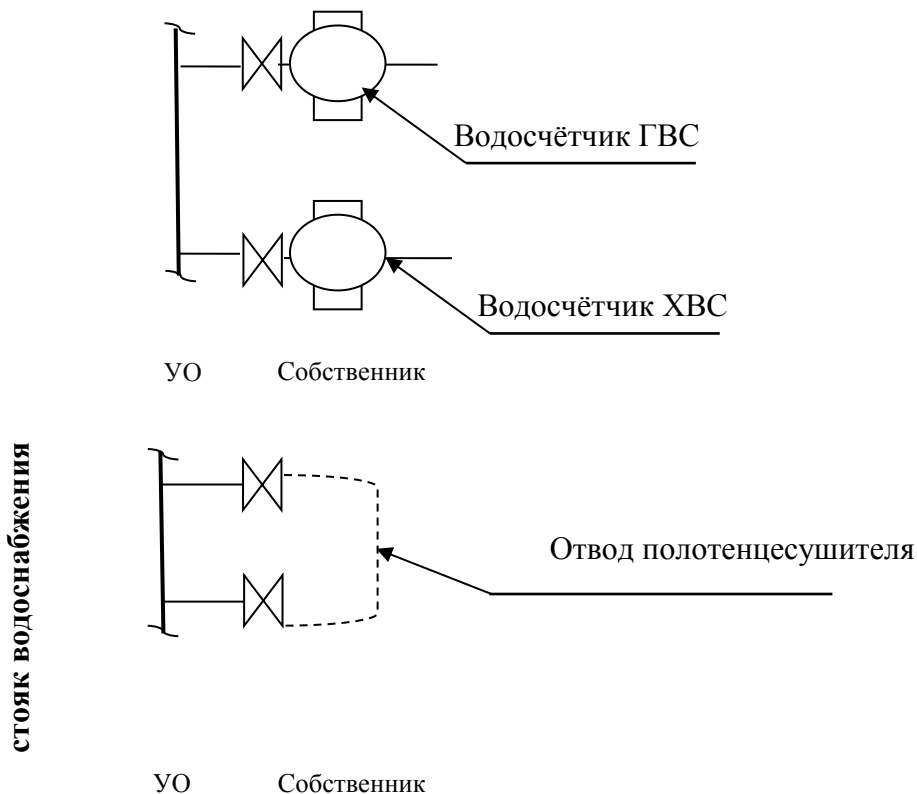 Водосчётчик ГВС
Водосчётчик ХВС
УО Собственник
стояк водоснабжения
Отвод полотенцесушителя
УО Собственник